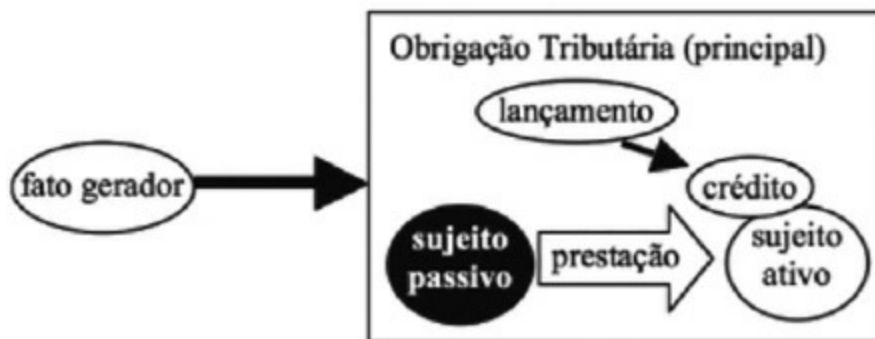 Obrigação Tributária (principal)
lançamento
fato gerador
crédito
sujeito
passivo
prestação
sujeito
ativo